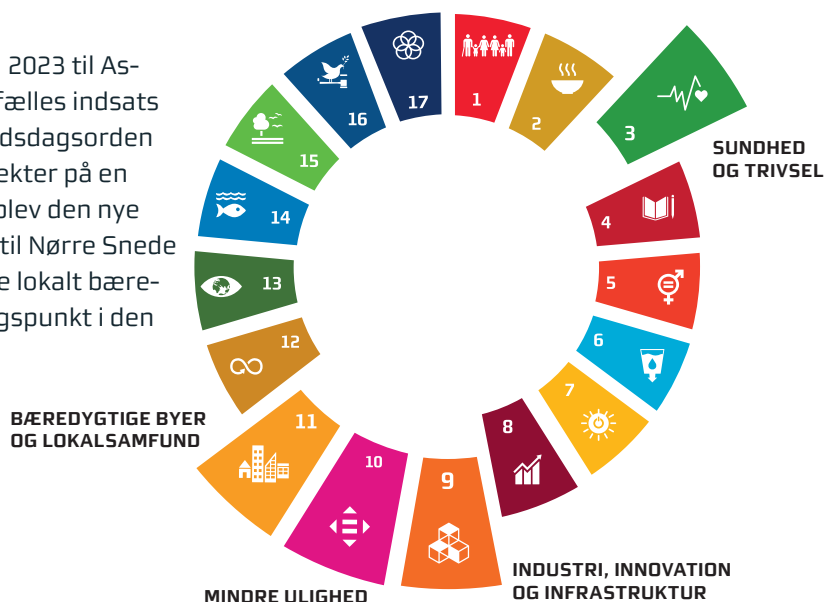 2023 til As-
fælles indsats
dsdagsorden
ekter på en
blev den nye
til Nørre Snede
e lokalt bære-
gspunkt i den
1
2
3
SUNDHED
OG TRIVSEL
4
5
6
7
8
9
INDUSTRI, INNOVATION
OG INFRASTRUKTUR
10
MINDRE ULIGHED
11
BÆREDYGTIGE BYER
OG LOKALSAMFUND
12
13
14
15
16
17